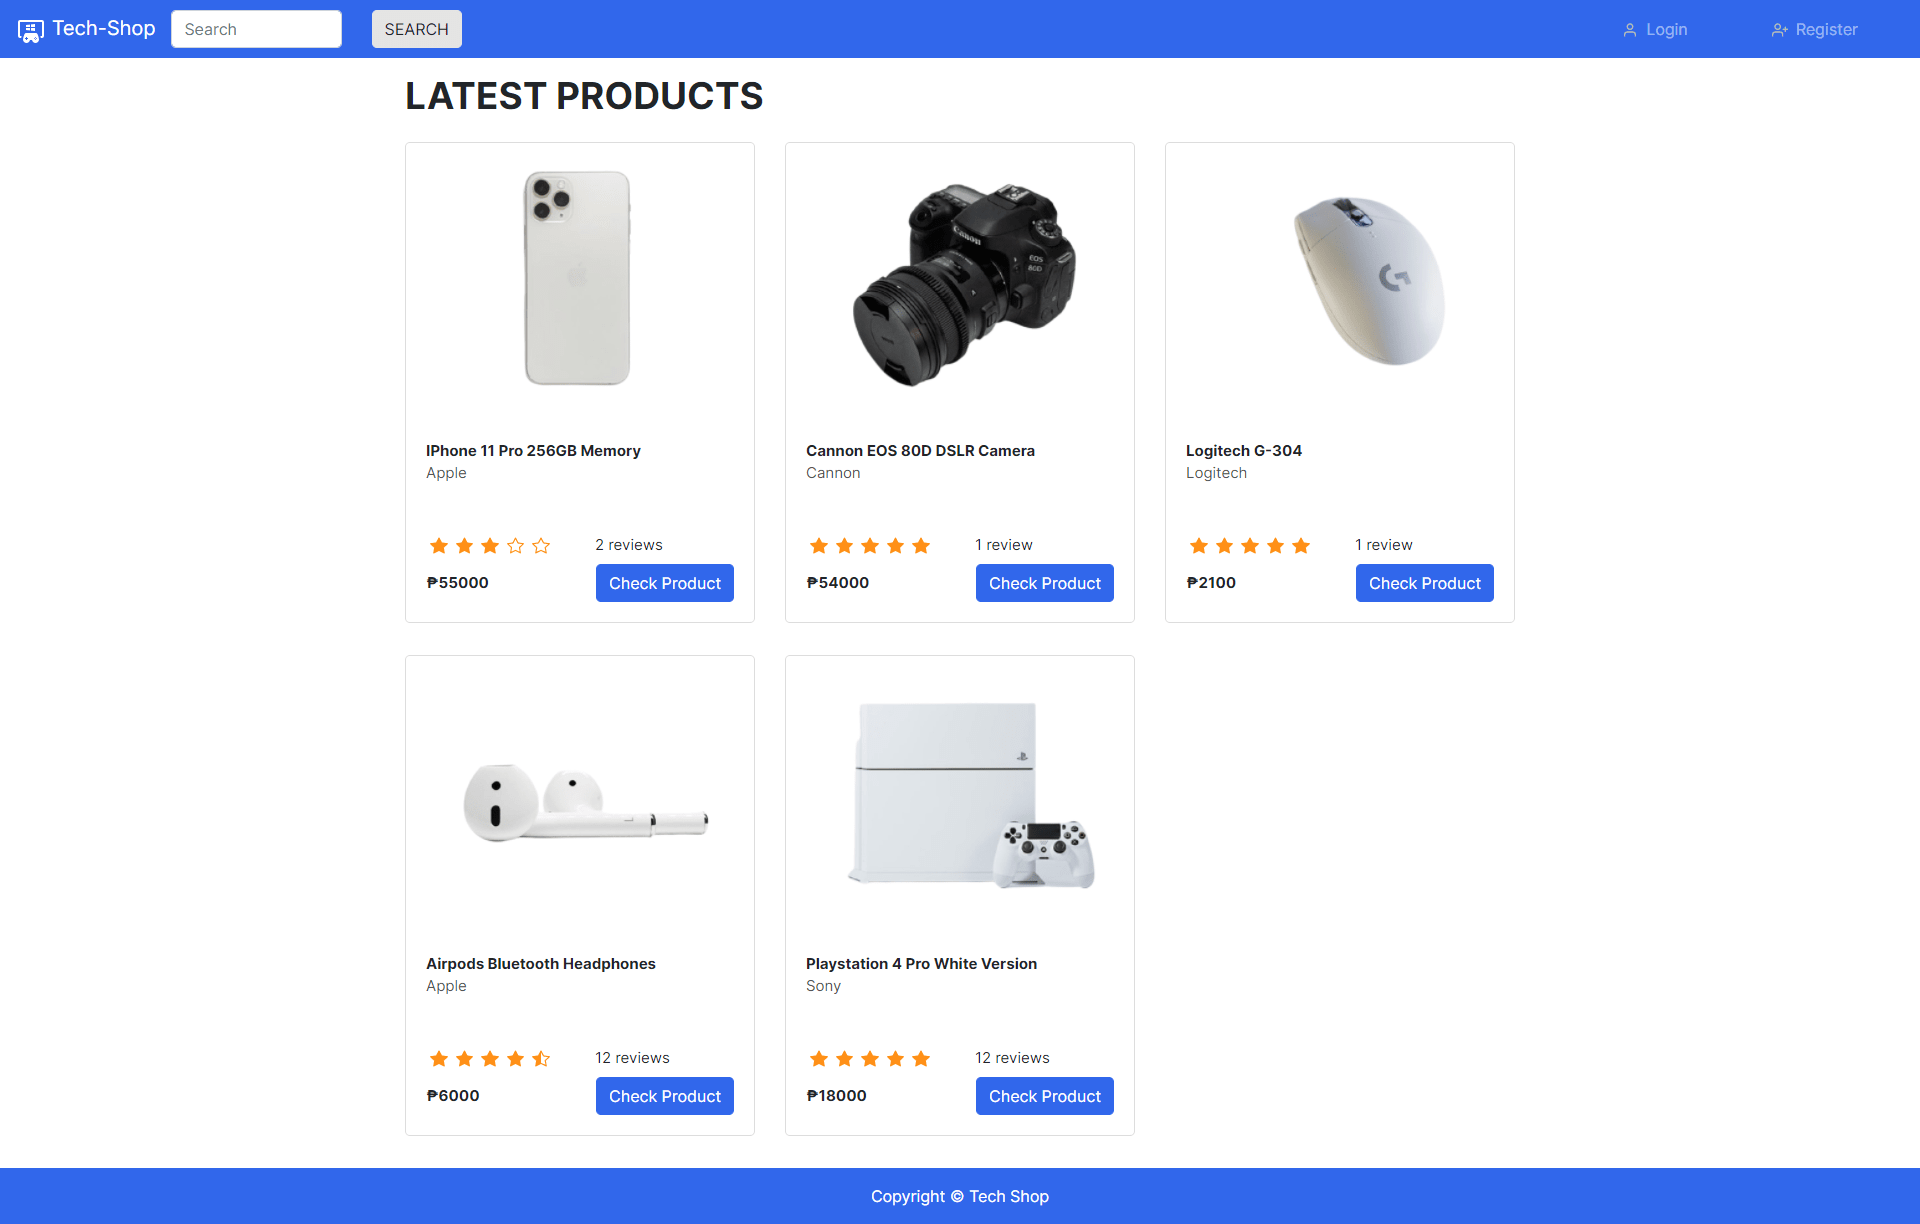 Tech-Shop
Search
SEARCH
Login
Register
LATEST PRODUCTS
Canon
EOS
80D
G
IPhone 11 Pro 256GB Memory
Apple
2 reviews
₱55000
Check Product
Cannon EOS 80D DSLR Camera
Cannon
1 review
₱54000
Check Product
Logitech G-304
Logitech
1 review
₱2100
Check Product
Airpods Bluetooth Headphones
Apple
12 reviews
₱6000
Check Product
Playstation 4 Pro White Version
Sony
12 reviews
₱18000
Check Product
Copyright © Tech Shop